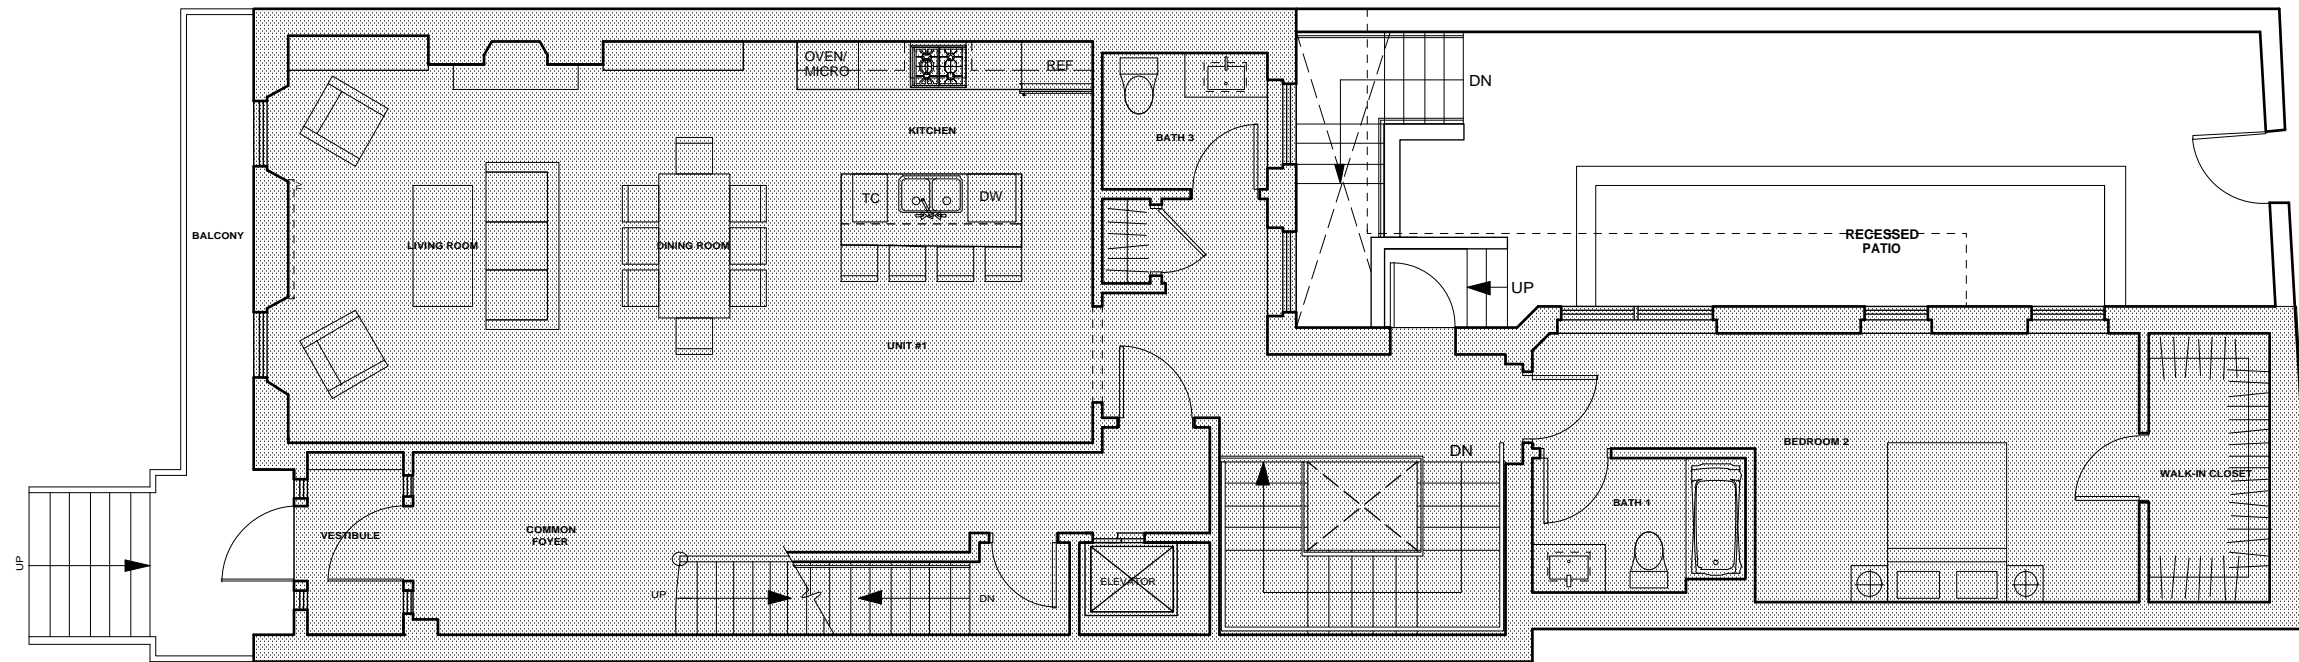 OVEN/
MICRO
REF
DN
KITCHEN
BATH 3
TV
TC
DW
BALCONY
LIVING ROOM
DINING ROOM
RECESSED
PATIO
UP
UNIT #1
DN
BEDROOM 2
WALK-IN CLOSET
BATH 1
VESTIBULE
COMMON
FOYER
UP
ELEVATOR
UP
DN